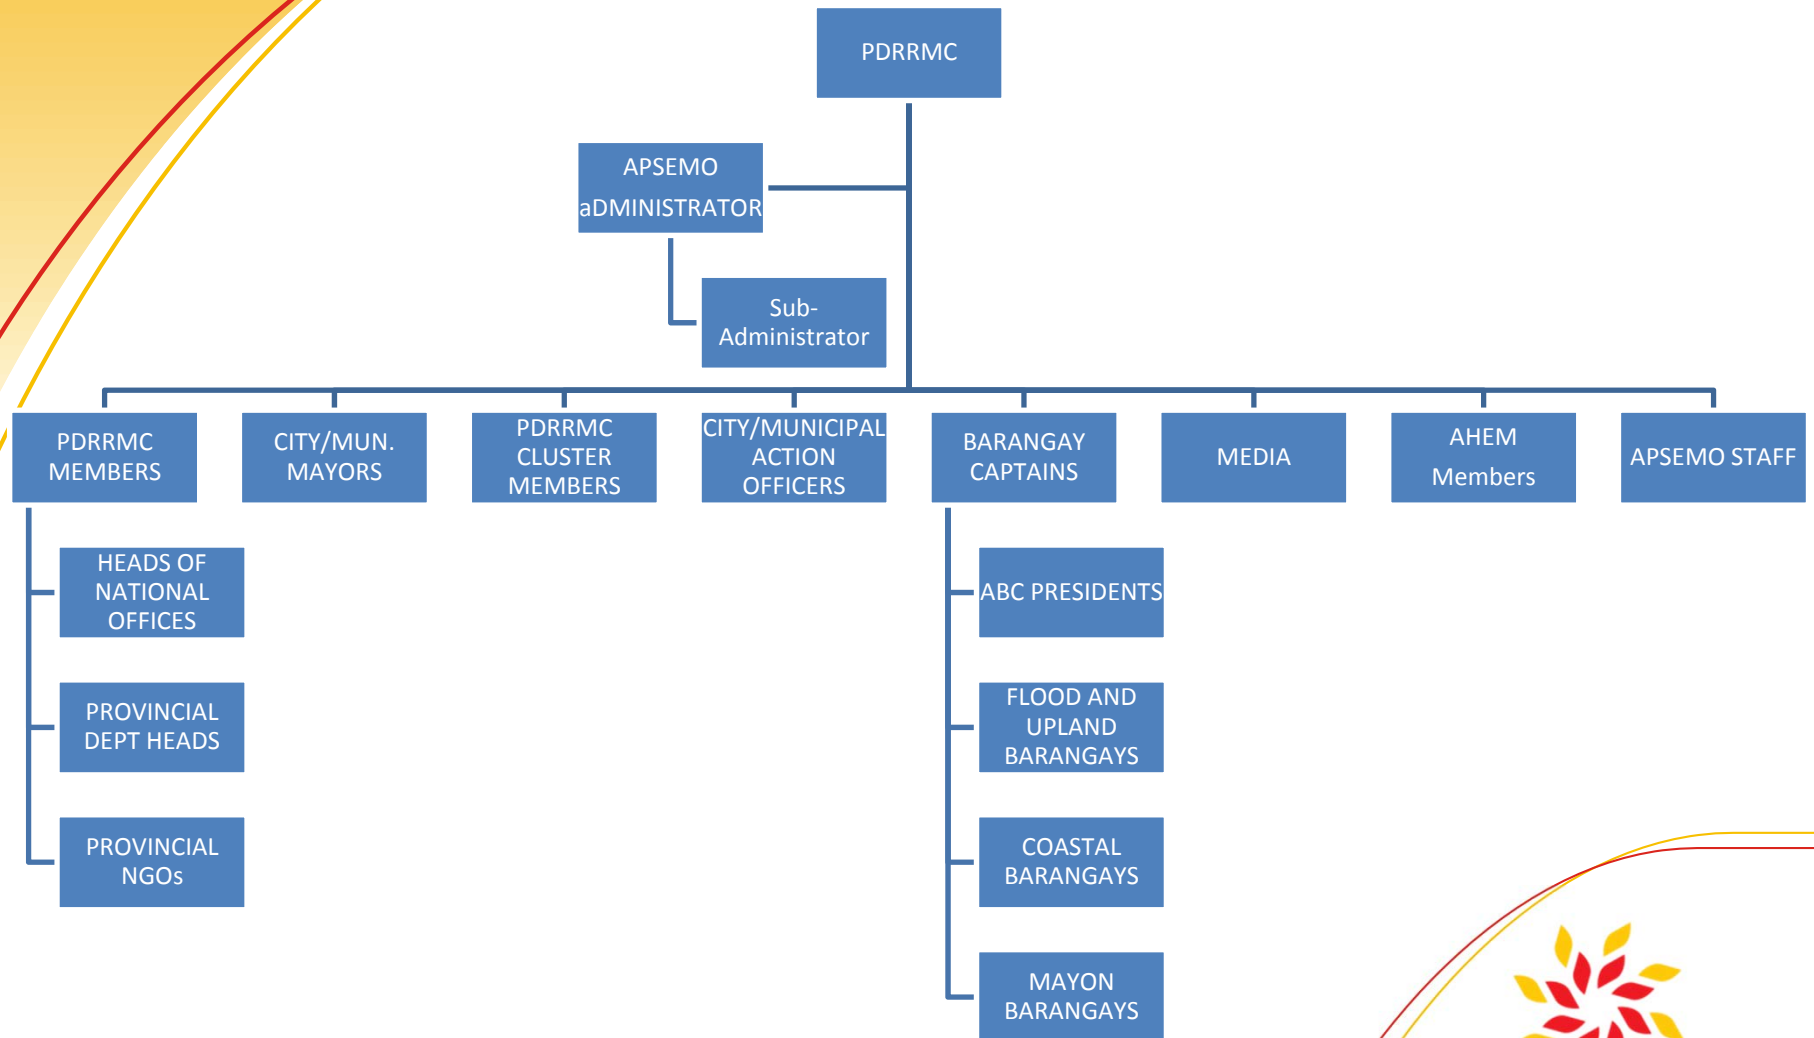 PDRRMC
APSEMO
aDMINISTRATOR
Sub-
Administrator
PDRRMC
MEMBERS
CITY/MUN.
MAYORS
PDRRMC
CLUSTER
MEMBERS
CITY/MUNICIPAL
ACTION
OFFICERS
BARANGAY
CAPTAINS
MEDIA
AHEM
Members
APSEMO STAFF
HEADS OF
NATIONAL
OFFICES
PROVINCIAL
DEPT HEADS
PROVINCIAL
NGOs
ABC PRESIDENTS
FLOOD AND
UPLAND
BARANGAYS
COASTAL
BARANGAYS
MAYON
BARANGAYS